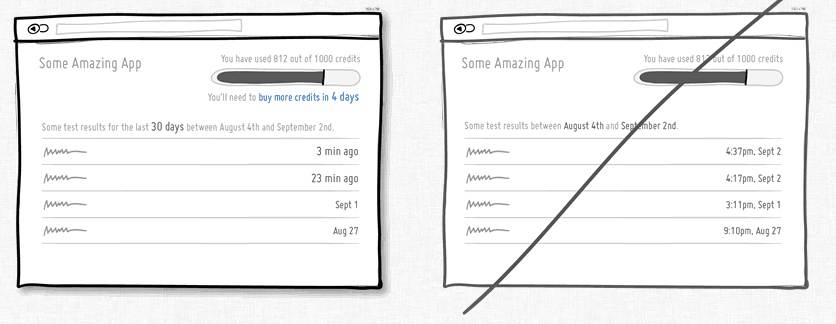 Some Amazing App
You have used 812 out of 1000 credits
You'll need to buy more credits in 4 days
Some test results for the last 30 days between August 4th and September 2nd.
3 min ago
23 min ago
Sept 1
Aug 27
Some Amazing App
You have used 812 out of 1000 credits
Some test results between August 4th and September 2nd.
4:37pm, Sept 2
4:17pm, Sept 2
3:11pm, Sept 1
9:10pm, Aug 27